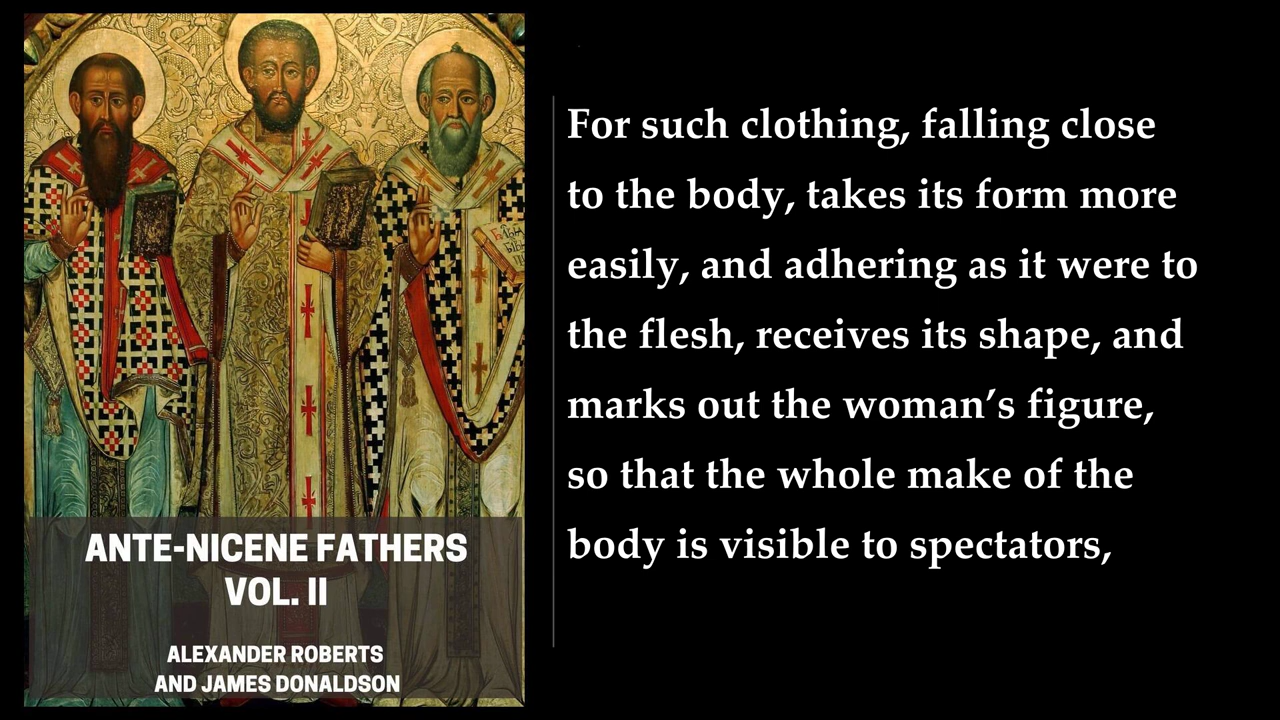 ANTE-NICENE FATHERS
VOL. II
ALEXANDER ROBERTS
AND JAMES DONALDSON
For such clothing, falling close
to the body, takes its form more
easily, and adhering as it were to
the flesh, receives its shape, and
marks out the woman’s figure,
so that the whole make of the
body is visible to spectators,